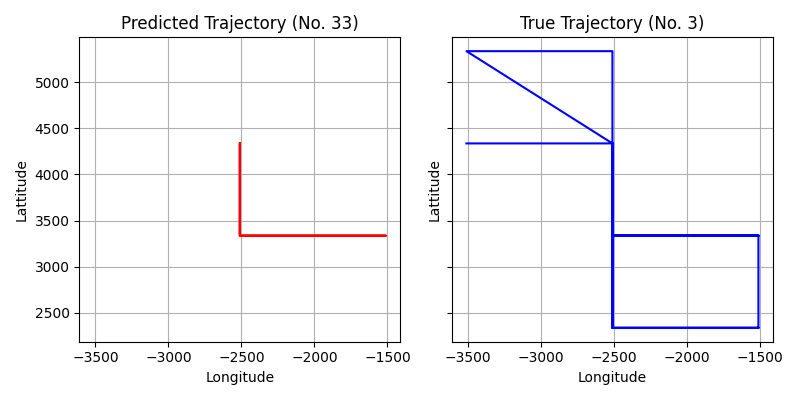 Predicted Trajectory (No. 33)
True Trajectory (No. 3)
Lattitude
5000
4500
4000
3500
3000
2500
−3500 −3000 −2500 −2000 −1500
Longitude
Lattitude
−3500 −3000 −2500 −2000 −1500
Longitude